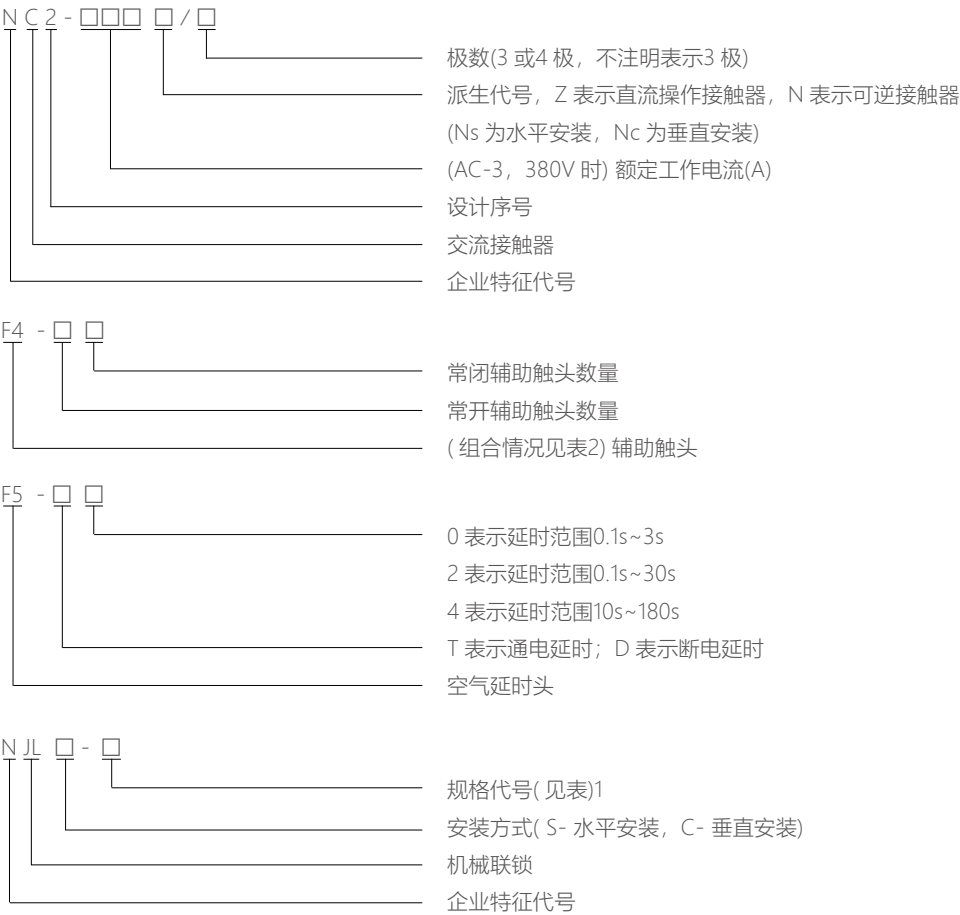 NC2-□□□ □/□
极数(3 或4 极，不注明表示3 极)
派生代号，Z 表示直流操作接触器，N 表示可逆接触器
(Ns 为水平安装，Nc 为垂直安装)
(AC-3，380V 时) 额定工作电流(A)
设计序号
交流接触器
企业特征代号
F4 -□ □
常闭辅助触头数量
常开辅助触头数量
( 组合情况见表2) 辅助触头
F5 -□ □
0 表示延时范围0.1s~3s
2 表示延时范围0.1s~30s
4 表示延时范围10s~180s
T 表示通电延时；D 表示断电延时
空气延时头
N JL □-□
规格代号( 见表)1
安装方式( S- 水平安装，C- 垂直安装)
机械联锁
企业特征代号